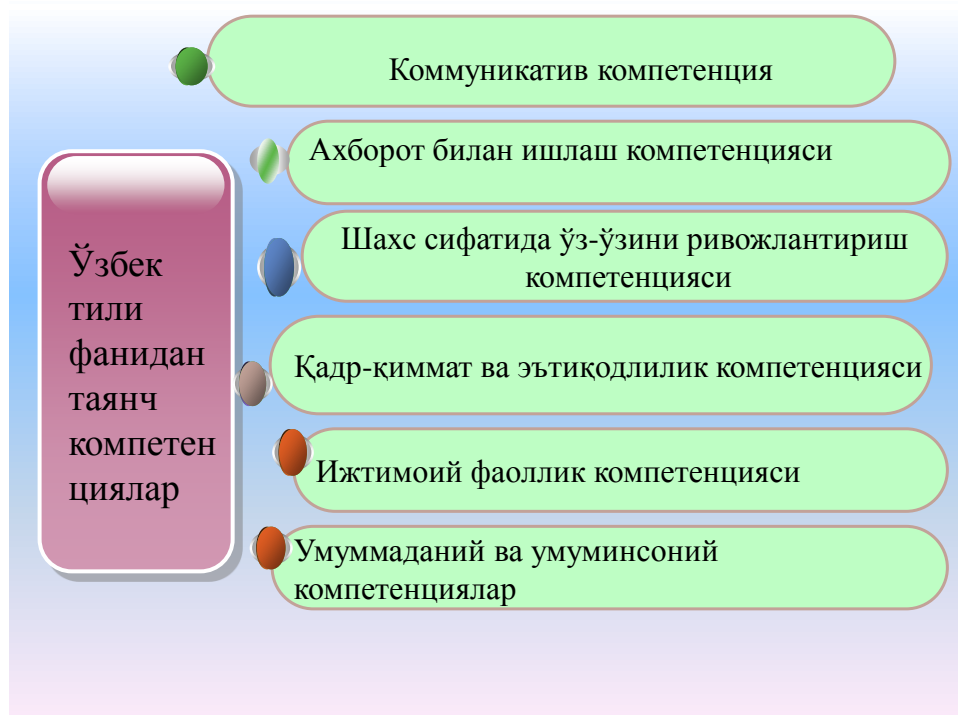 Коммуникатив компетенция
Ахборот билан ишлаш компетенцияси
Шахс сифатида ўз-ўзини ривожлантириш
компетенцияси
Қадр-қиммат ва эътиқодлилик компетенцияси
Ижтимоий фаоллик компетенцияси
Умуммаданий ва умуминсоний
компетенциялар
Ўзбек
тили
фанидан
таянч
компетен
циялар